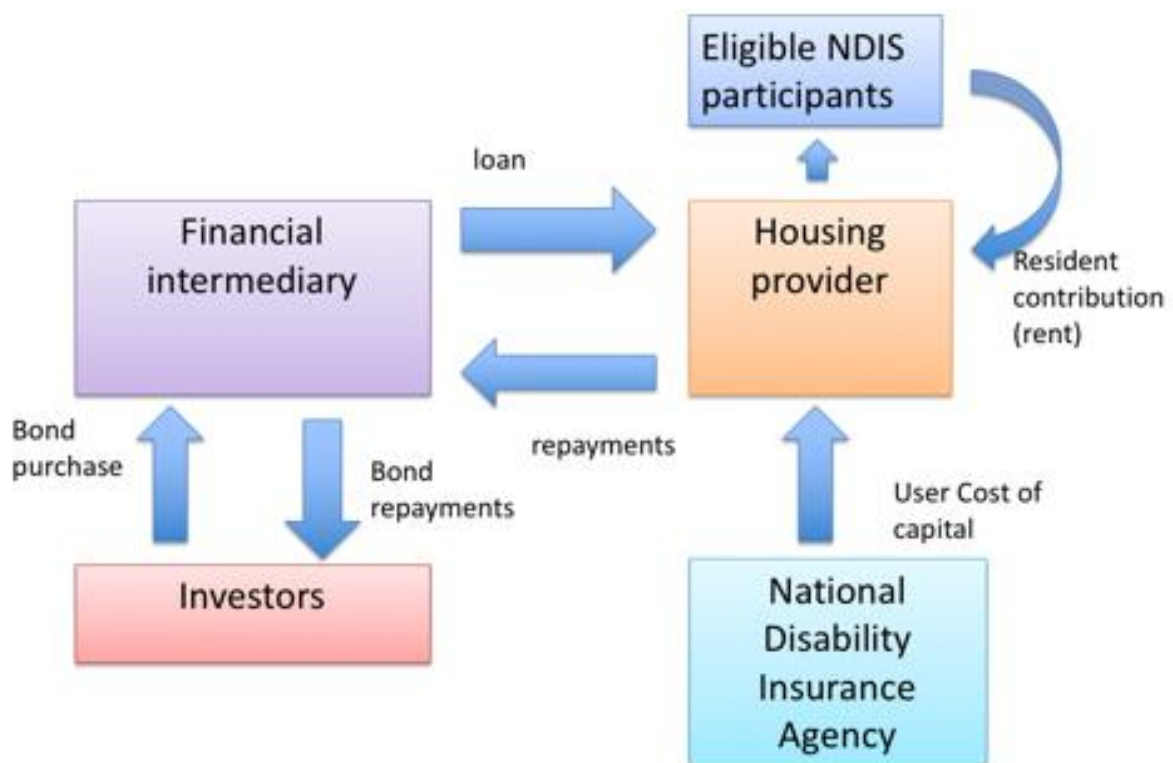 Eligible NDIS
participants
loan
Financial
intermediary
Housing
provider
Resident
contribution
(rent)
Bond
purchase
Bond
repayments
repayments
User Cost of
capital
Investors
National
Disability
Insurance
Agency